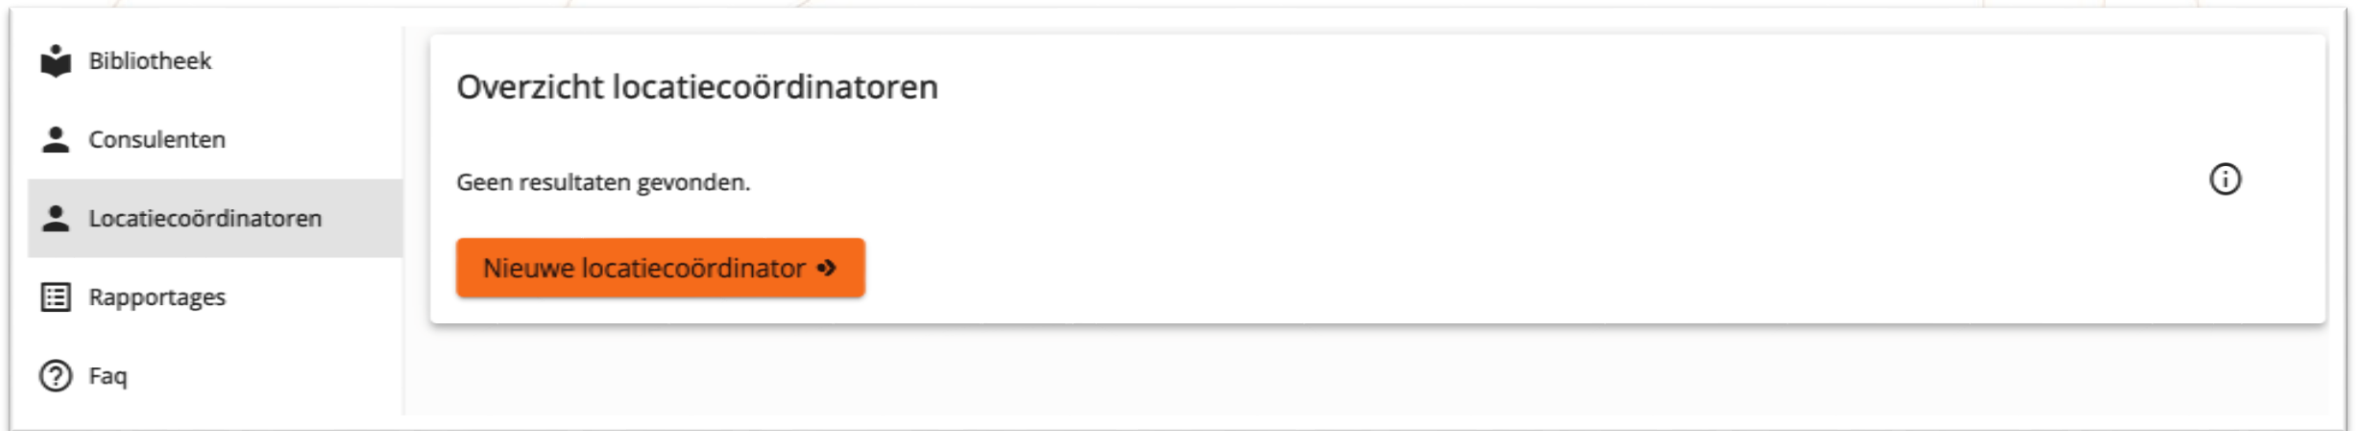 Bibliotheek
Consulenten
Locatiecoördinatoren
Rapportages
Faq
Overzicht locatiecoördinatoren
Geen resultaten gevonden.
Nieuwe locatiecoördinator